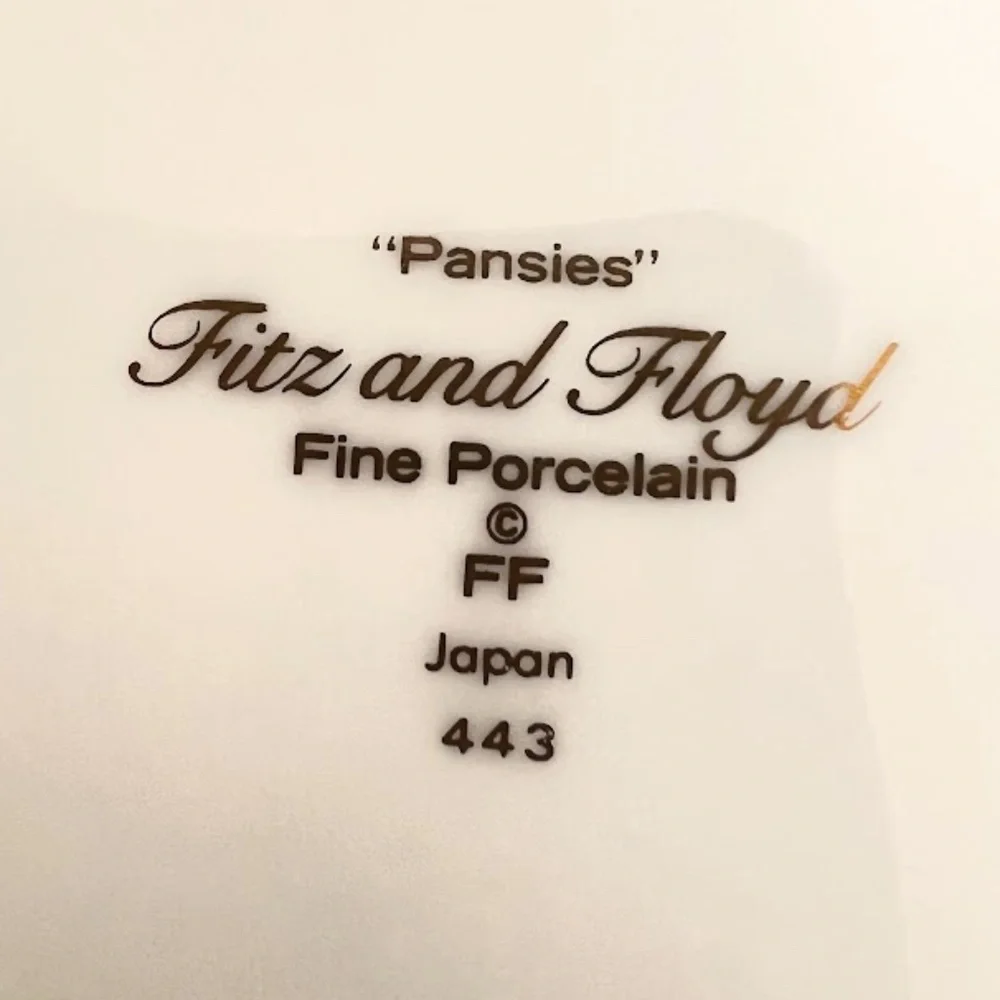 “Pansies”
Fitz and Floyd
Fine Porcelain
©
FF
Japan
443